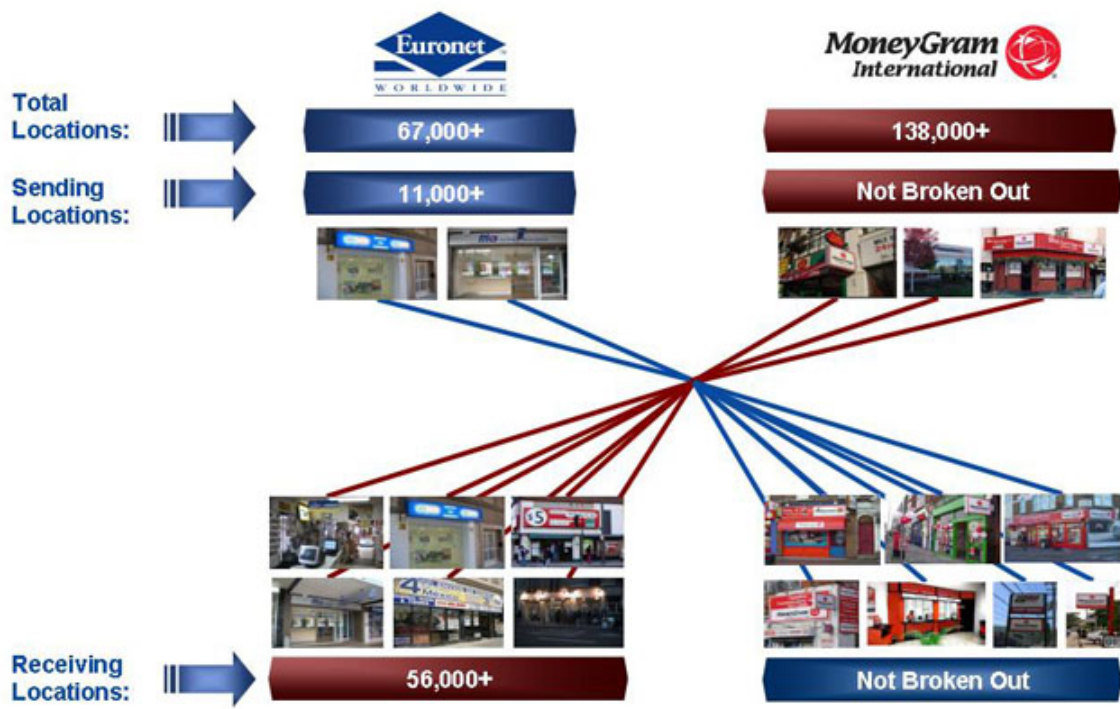 Euronet
WORLDWIDE
MoneyGram
International
Total
Locations:
67,000+
138,000+
Sending
Locations:
11,000+
Not Broken Out
Receiving
Locations:
56,000+
Not Broken Out